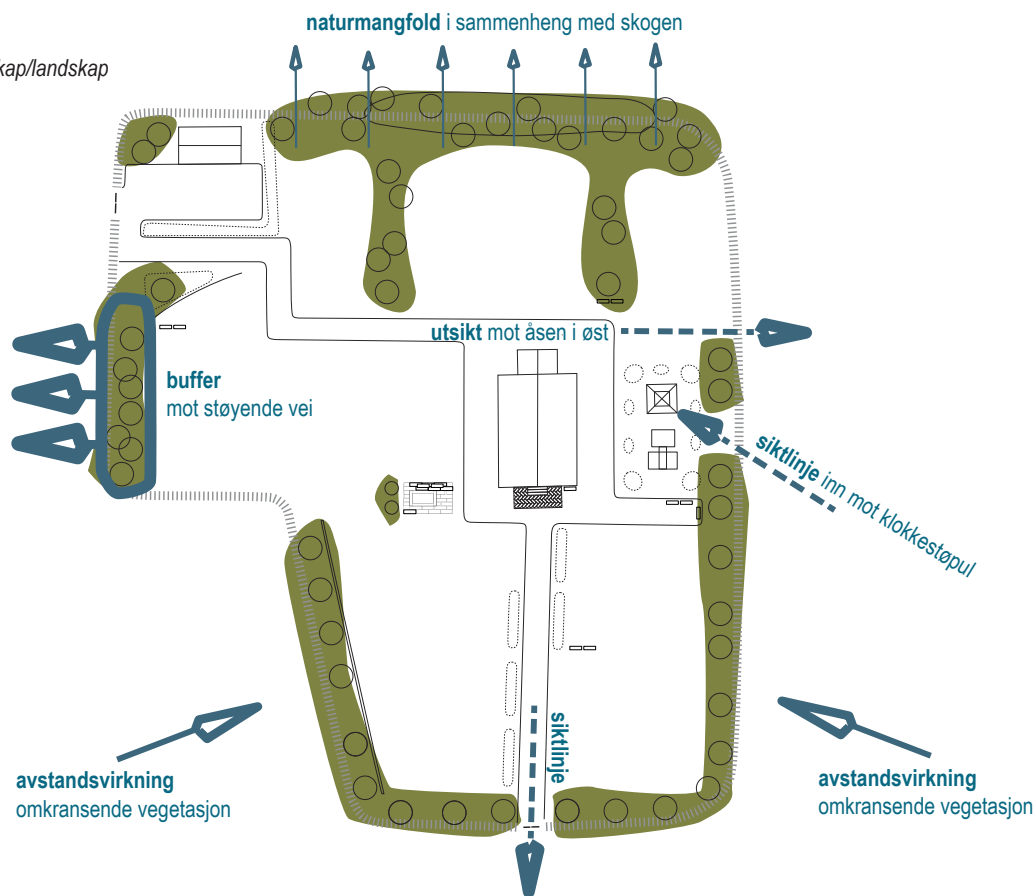 naturmangfold i sammenheng med skogen
kap/landskap
utsikt mot åsen i øst
buffer
mot støyende vei
siktlinje inn mot klokkestøpul
siktlinje
avstandsvirkning
omkransende vegetasjon
avstandsvirkning
omkransende vegetasjon